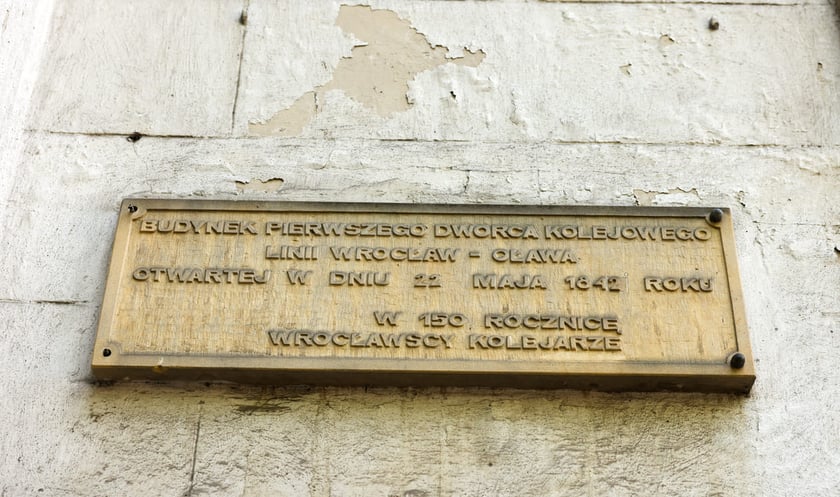 BUDYNEK PIERWSZEGO DWORCA KOLEJOWEGO
LINII WROCŁAW – OŁAWA
OTWARTEJ W DNIU 22 MAJA 1842 ROKU
W 150 ROCZNICĘ
WROCŁAWSCY KOLEJARZE